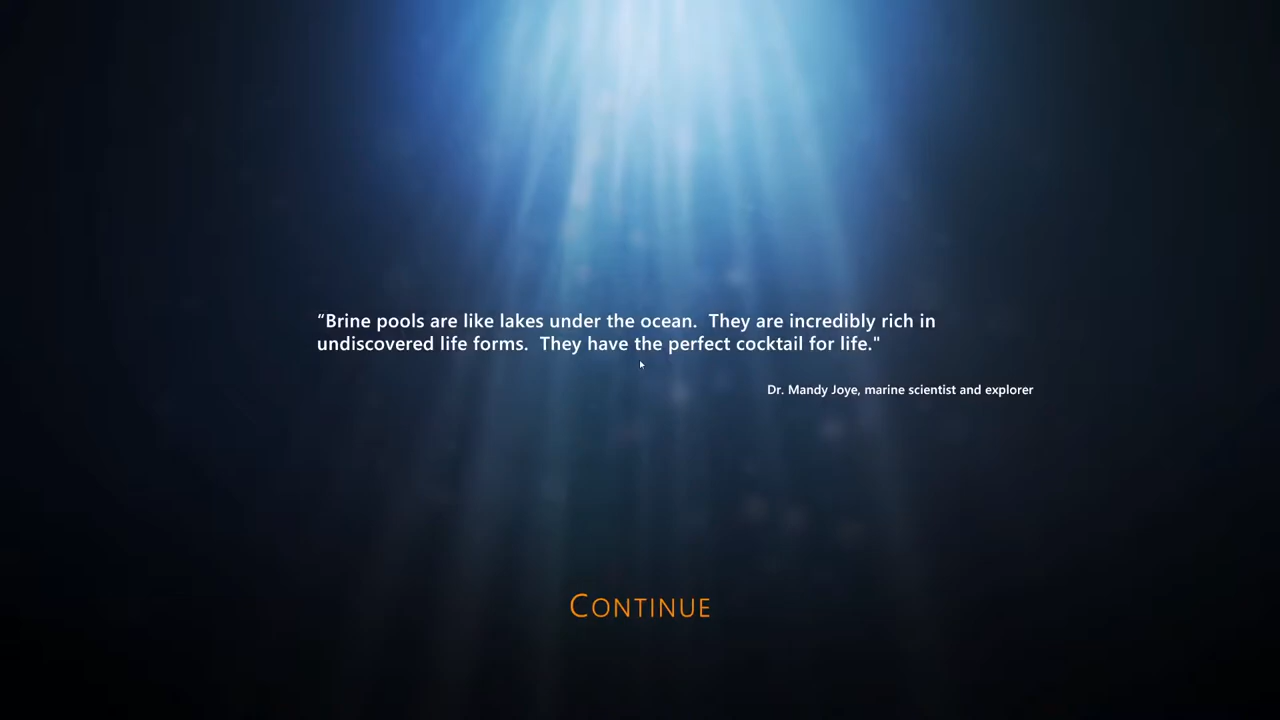 “Brine pools are like lakes under the ocean.  They are incredibly rich in
undiscovered life forms.  They have the perfect cocktail for life."
Dr. Mandy Joye, marine scientist and explorer
CONTINUE